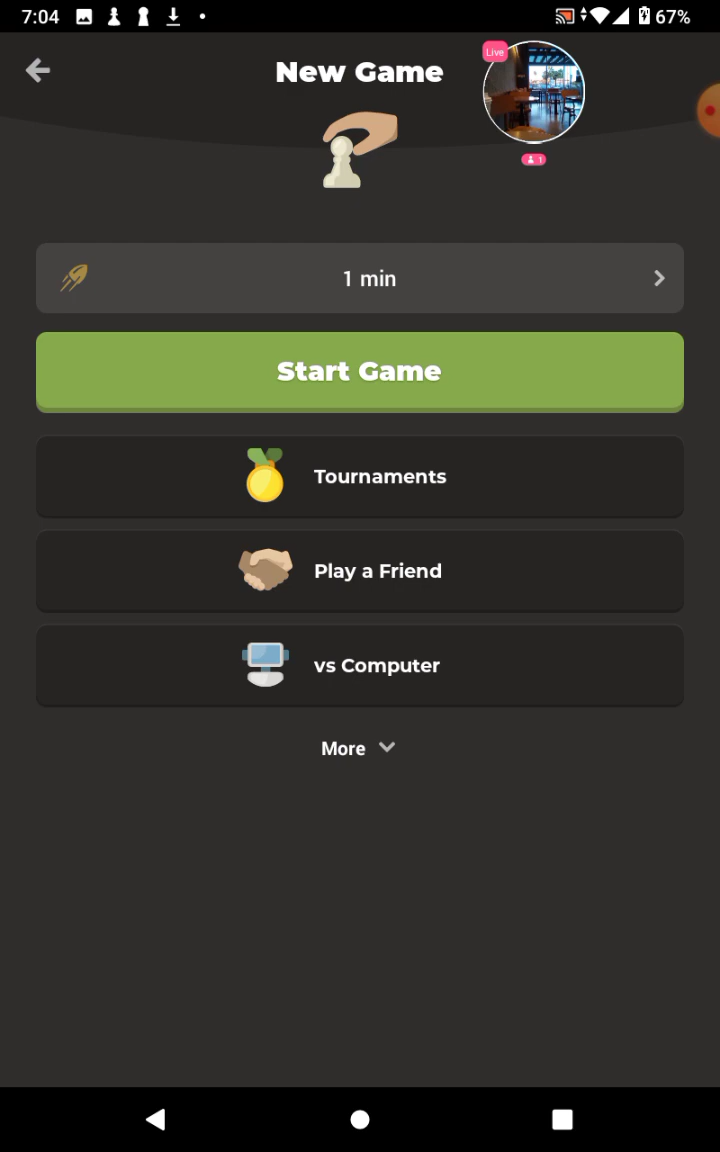 7:04
67%
New Game
Live
1
1 min
Start Game
Tournaments
Play a Friend
vs Computer
More